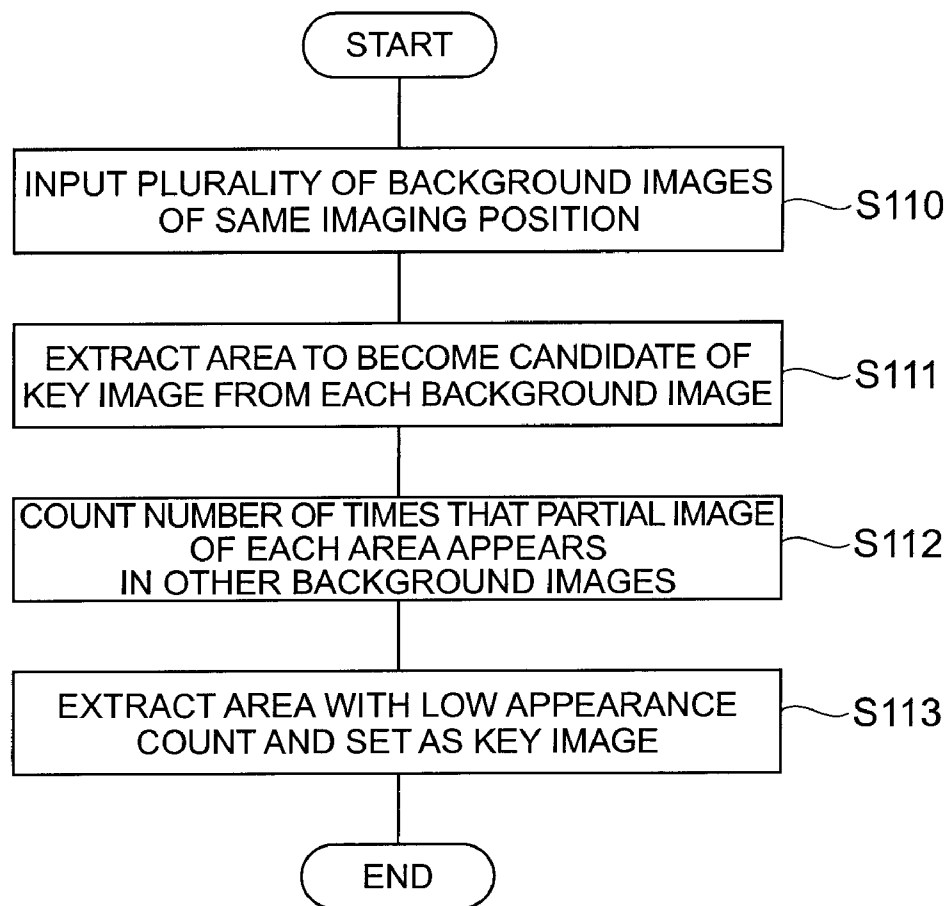 START
INPUT PLURALITY OF BACKGROUND IMAGES
OF SAME IMAGING POSITION
S110
EXTRACT AREA TO BECOME CANDIDATE OF
KEY IMAGE FROM EACH BACKGROUND IMAGE
S111
COUNT NUMBER OF TIMES THAT PARTIAL IMAGE
OF EACH AREA APPEARS
IN OTHER BACKGROUND IMAGES
S112
EXTRACT AREA WITH LOW APPEARANCE
COUNT AND SET AS KEY IMAGE
S113
END